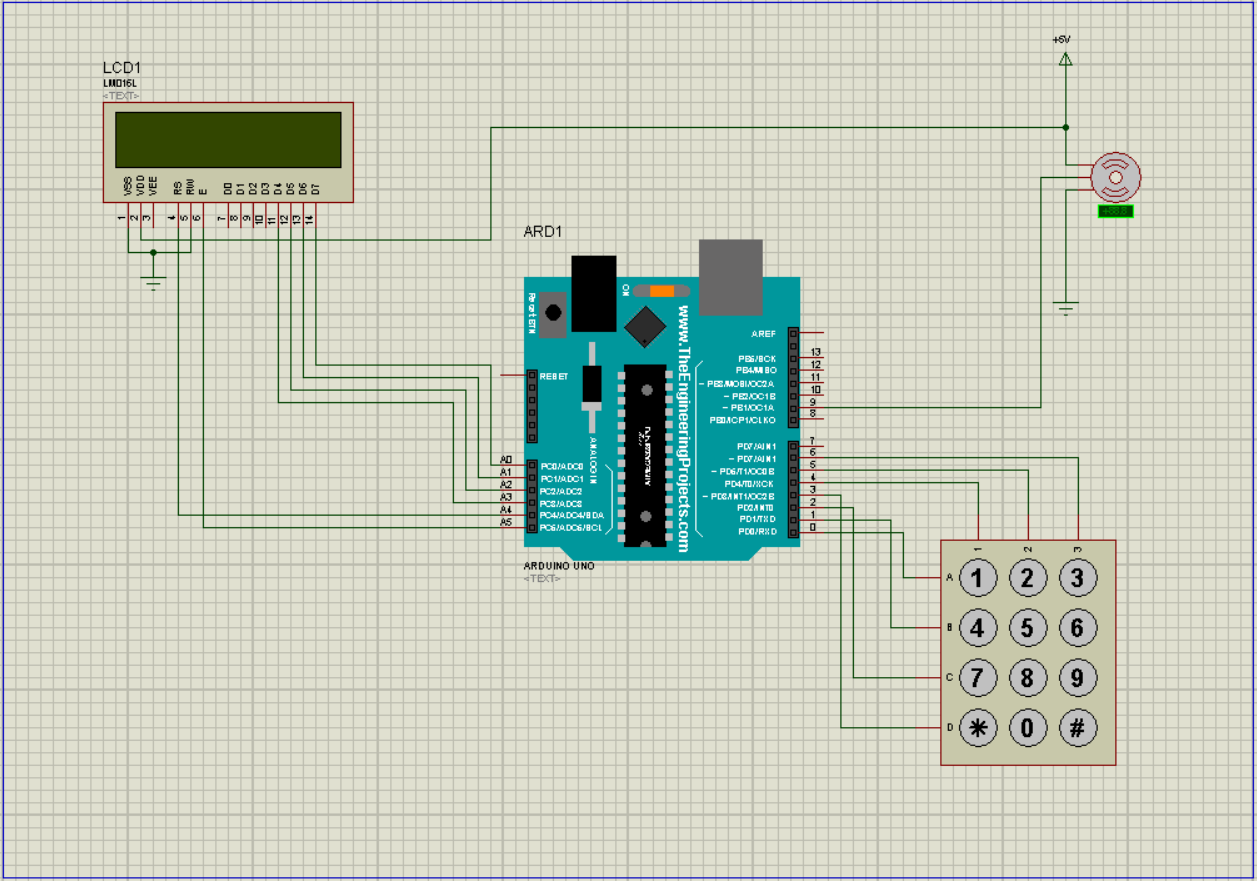 LCD1
LM016L
<TEXT>
VSS
VDD
VEE
RS
RW
E
D0
D1
D2
D3
D4
D5
D6
D7
1
2
3
4
5
6
7
8
9
10
11
12
13
14
+5V
ARD1
Reset BTN
ON
www.TheEngineeringProjects.com
RESET
ANALOG IN
AREF
PB5/SCK
13
PB4/MISO
12
~ PB3/MOSI/OC2A
11
~ PB2/OC1B
10
~ PB1/OC1A
9
PB0/ICP1/CLKO
8
PD7/AIN1
7
~ PD7/AIN1
6
~ PD5/T1/OC0B
5
PD4/T0/XCK
4
~ PD3/INT1/OC2B
3
PD2/INT0
2
PD1/TXD
1
PD0/RXD
0
A0
PC0/ADC0
A1
PC1/ADC1
A2
PC2/ADC2
A3
PC3/ADC3
A4
PC4/ADC4/SDA
A5
PC5/ADC5/SCL
ARDUINO UNO
<TEXT>
1 2 3
A 1 2 3
B 4 5 6
C 7 8 9
D * 0 #